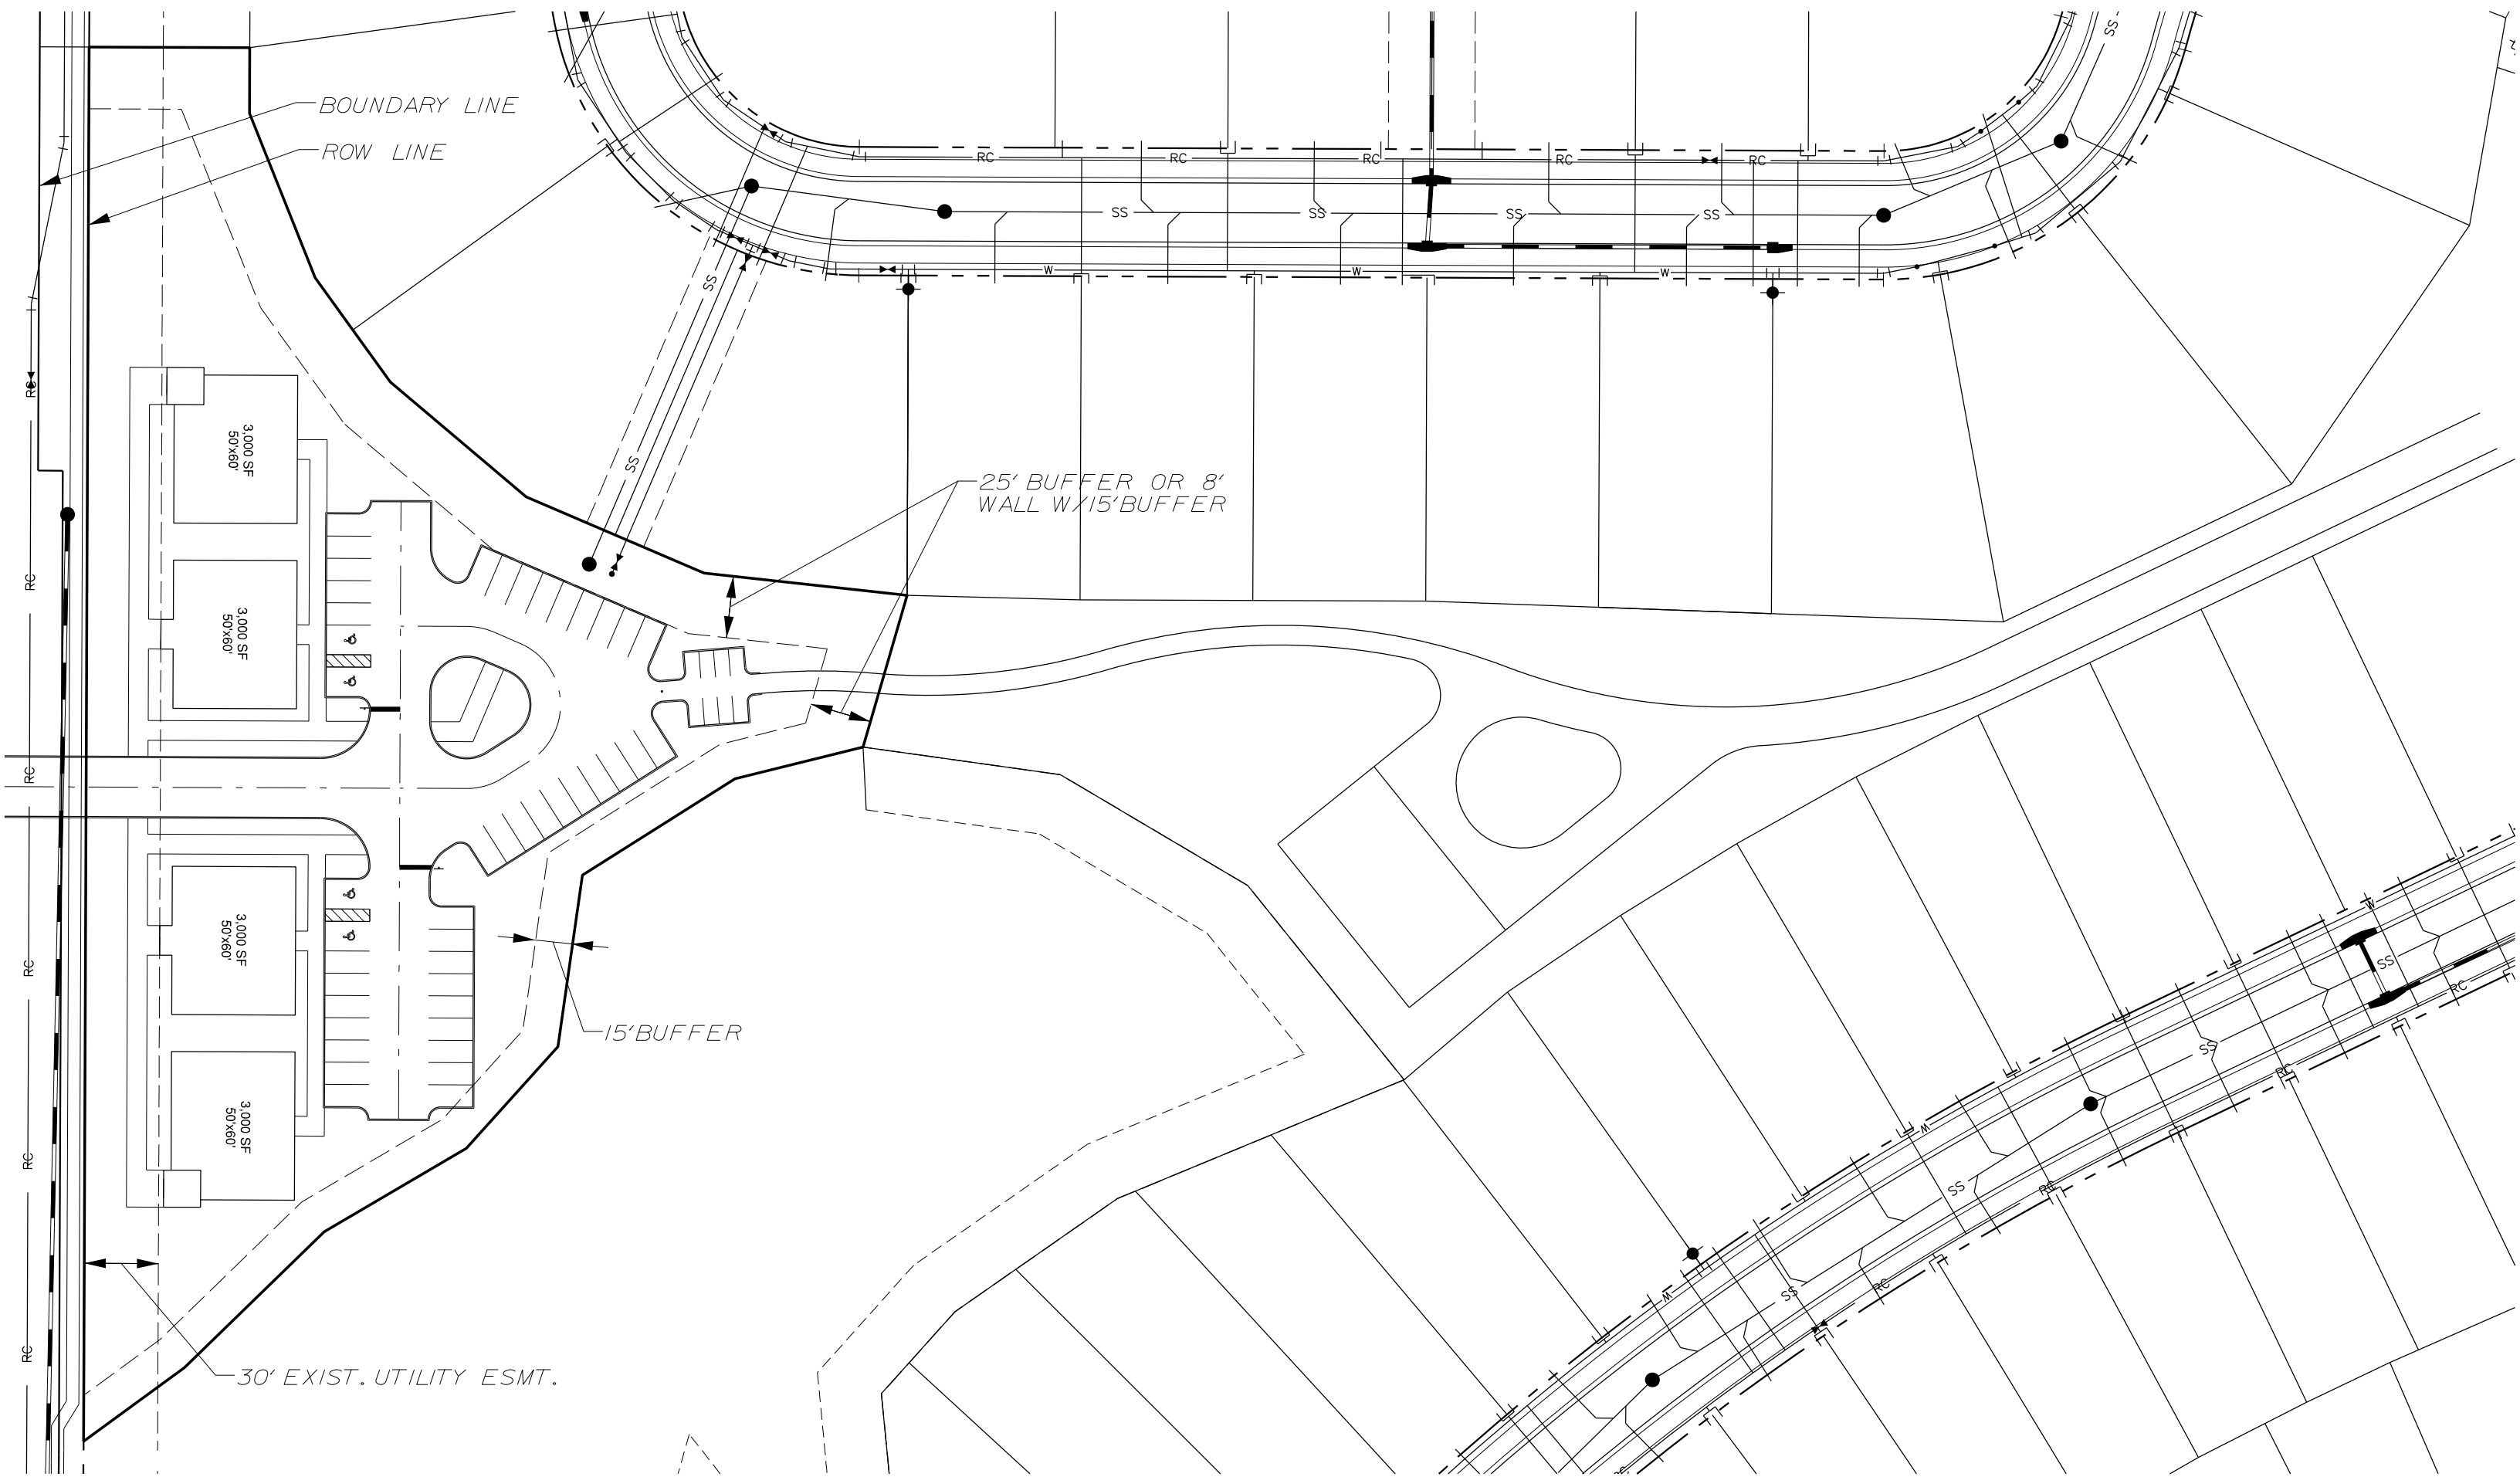 BOUNDARY LINE
ROW LINE
25' BUFFER OR 8'
WALL W/15' BUFFER
15' BUFFER
30' EXIST. UTILITY ESMT.
3,000 SF
50'x60'
3,000 SF
50'x60'
3,000 SF
50'x60'
3,000 SF
50'x60'
RC
RC
RC
RC
RC
RC
RC
RC
RC
RC
RC
SS
SS
SS
SS
SS
SS
SS
W
W
W
W
W
W
SS
SS
SS
SS
RC
RC
RC
RC
RC